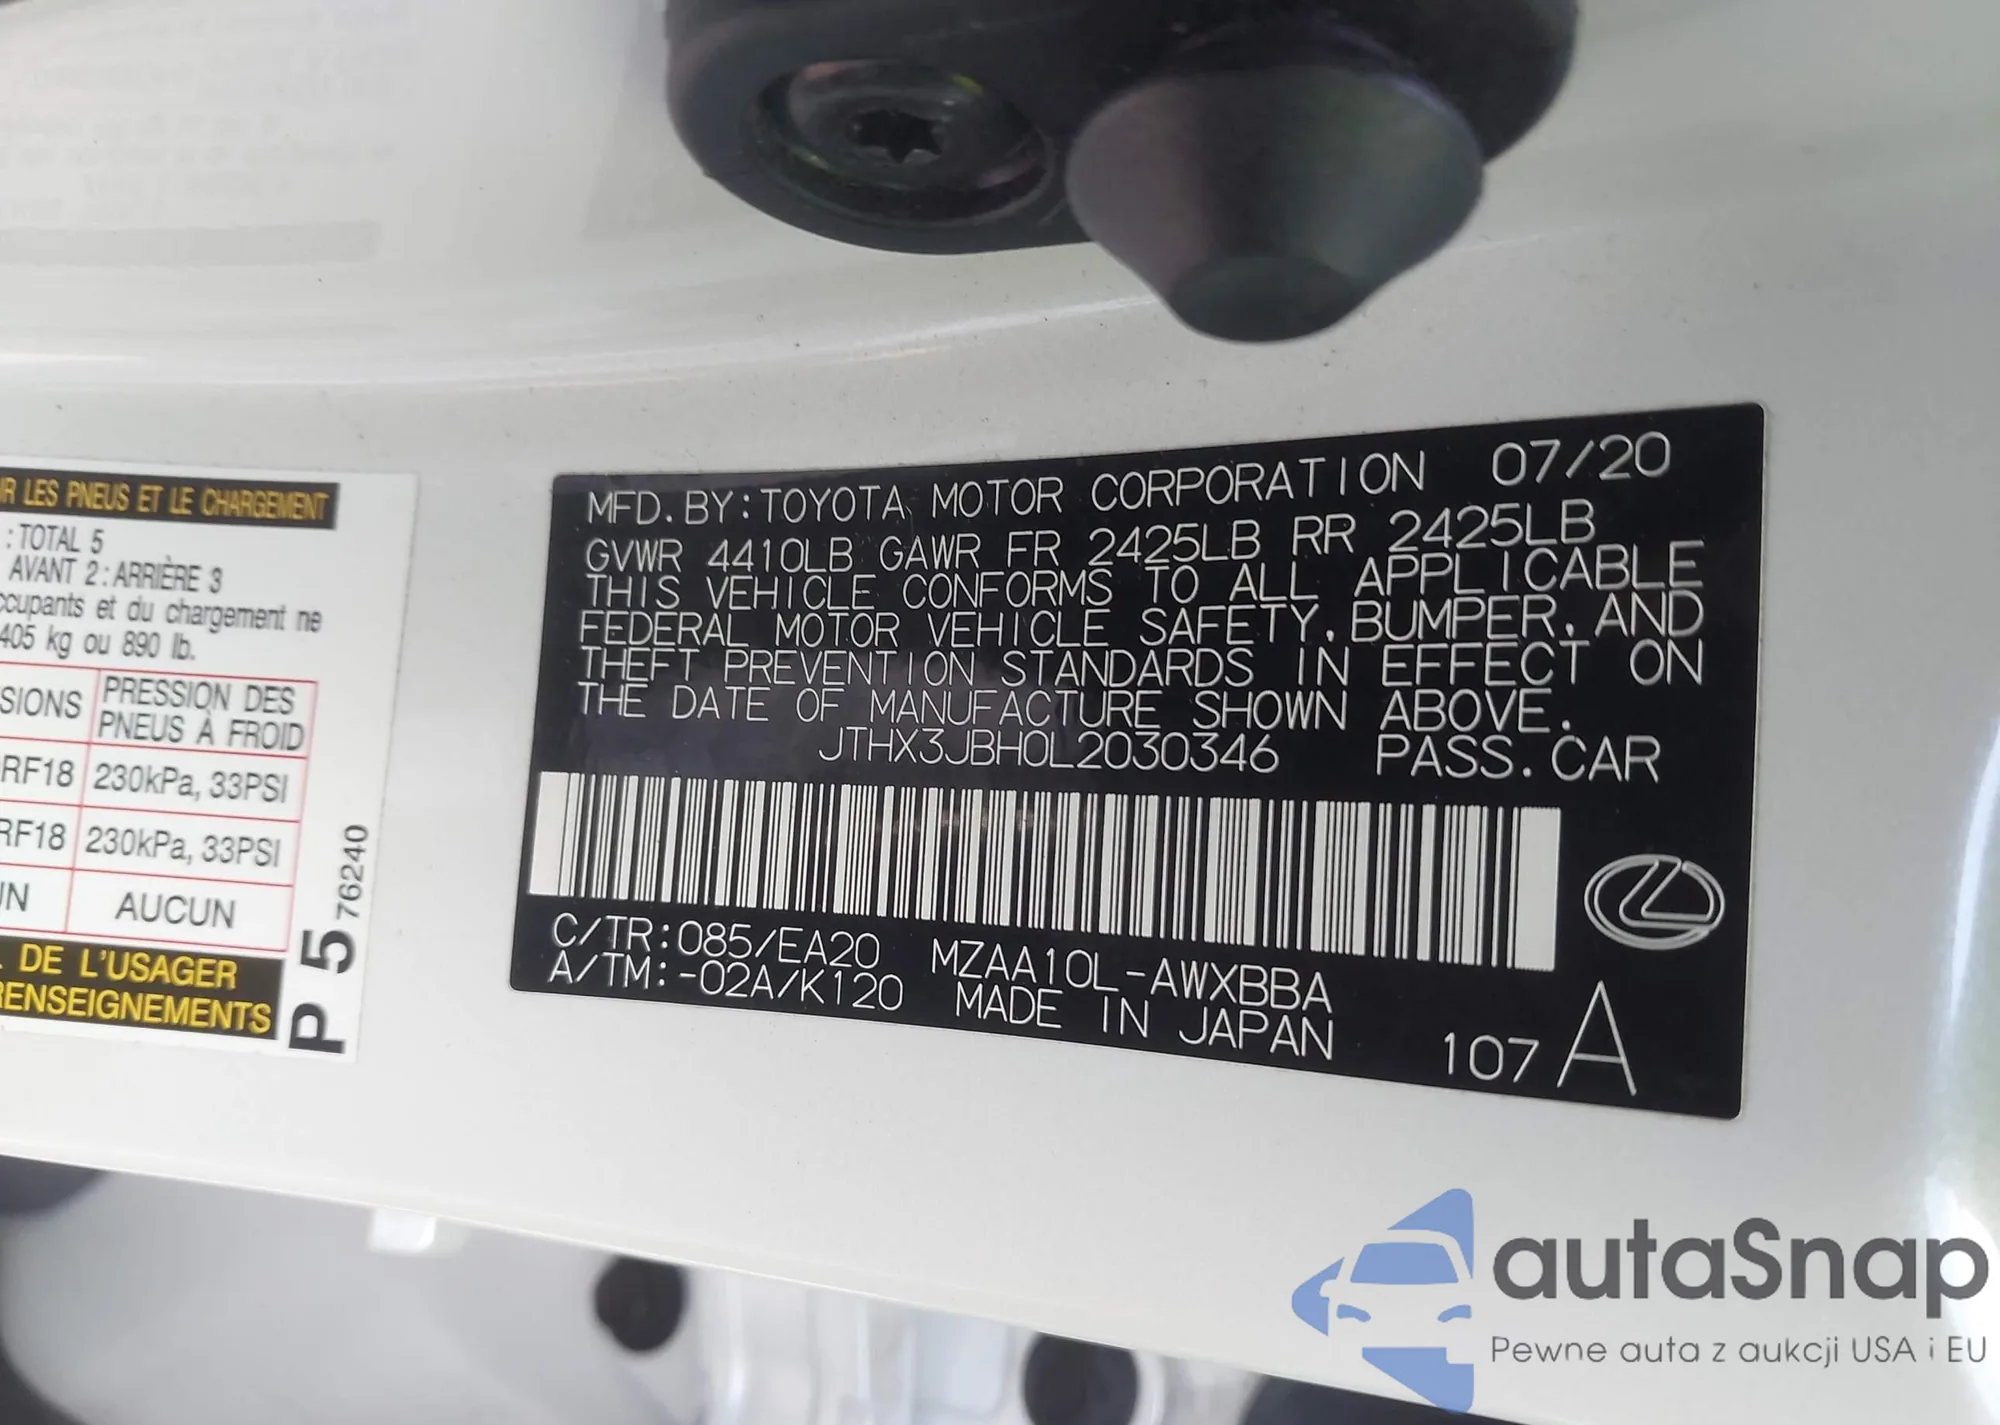 R LES PNEUS ET LE CHARGEMENT
: TOTAL 5
AVANT 2 : ARRIÈRE 3
ccupants et du chargement ne
405 kg ou 890 lb.
SIONS
PRESSION DES
PNEUS À FROID
RF18
230kPa, 33PSI
RF18
230kPa, 33PSI
UN
AUCUN
DE L'USAGER
RENSEIGNEMENTS
P 5 76240
MFD. BY: TOYOTA MOTOR CORPORATION 07/20
GVWR 4410LB GAWR FR 2425LB RR 2425LB
THIS VEHICLE CONFORMS TO ALL APPLICABLE
FEDERAL MOTOR VEHICLE SAFETY, BUMPER, AND
THEFT PREVENTION STANDARDS IN EFFECT ON
THE DATE OF MANUFACTURE SHOWN ABOVE.
JTHX3JBH0L2030346 PASS. CAR
C/TR:085/EA20 MZAA10L-AWXBBA
A/TM:-02A/K120 MADE IN JAPAN
107 A
autaSnap
Pewne auta z aukcji USA i EU